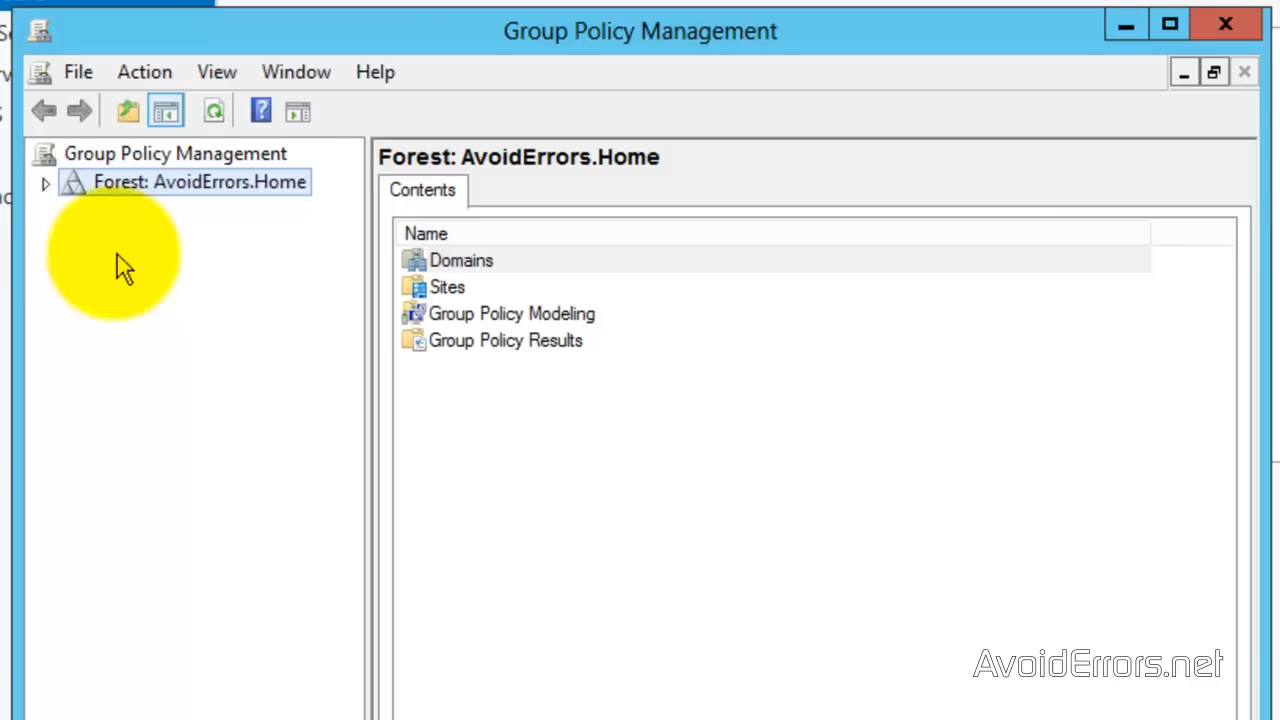 Group Policy Management
File Action View Window Help
Group Policy Management
Forest: AvoidErrors.Home
Forest: AvoidErrors.Home
Contents
Name
Domains
Sites
Group Policy Modeling
Group Policy Results
AvoidErrors.net